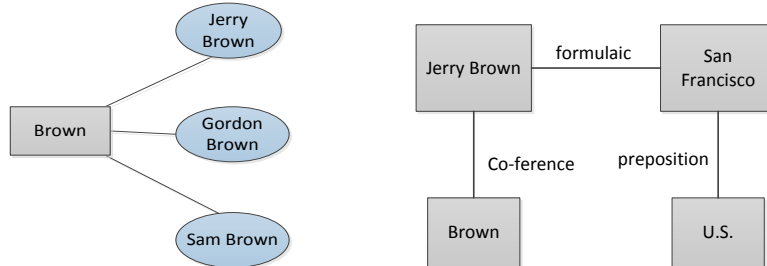 Jerry
Brown
Brown
Gordon
Brown
Sam Brown
Jerry Brown
formulaic
San
Francisco
Co-ference
preposition
Brown
U.S.